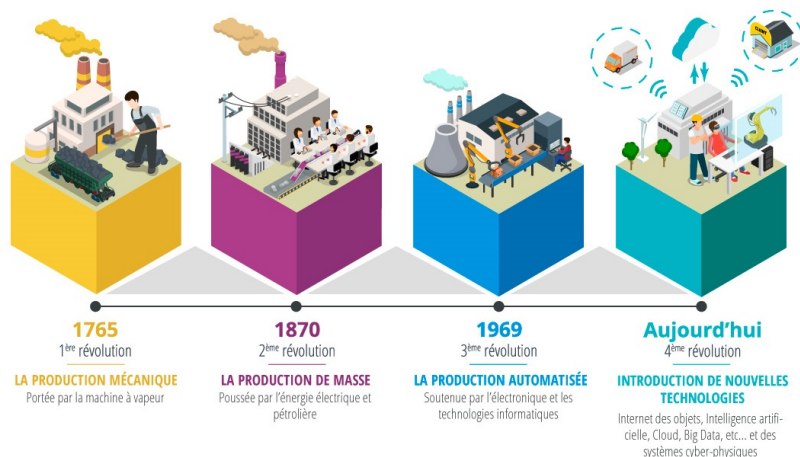 CLIENT
1765
1ère révolution
LA PRODUCTION MÉCANIQUE
Portée par la machine à vapeur
1870
2ème révolution
LA PRODUCTION DE MASSE
Poussée par l'énergie électrique et
pétrolière
1969
3ème révolution
LA PRODUCTION AUTOMATISÉE
Soutenue par l'électronique et les
technologies informatiques
Aujourd'hui
4ème révolution
INTRODUCTION DE NOUVELLES
TECHNOLOGIES
Internet des objets, Intelligence artifi-
cielle, Cloud, Big Data, etc... et des
systèmes cyber-physiques